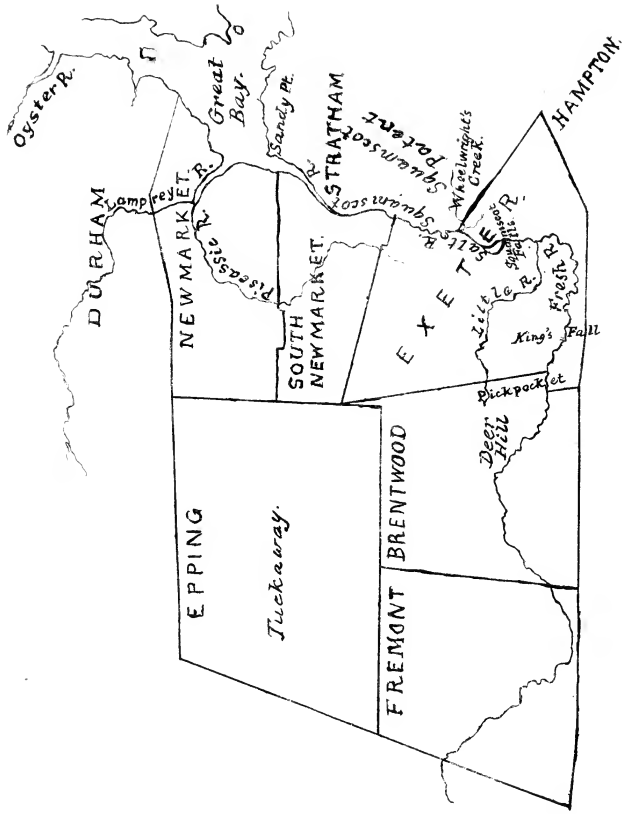 Oyster R.
Great
Bay.
Sandy Pt.
DURHAM
Lamprey R.
NEWMARKET.
Piscassic R.
STRATHAM
Squamscot R.
Squamscot
Patent
Wheelwright's
Creek.
HAMPTON.
SOUTH
NEWMARKET.
EXETER
Salt R.
Squamscot
Falls
Little R.
Fresh R.
King's Fall
Pickpocket
Deer
Hill
EPPING
Tuckaway.
BRENTWOOD
FREMONT